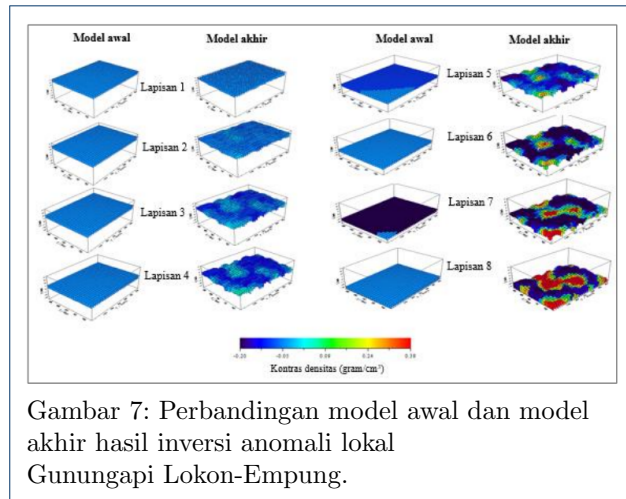 Model awal Model akhir Model awal Model akhir
Lapisan 1 Lapisan 5
Lapisan 2 Lapisan 6
Lapisan 3 Lapisan 7
Lapisan 4 Lapisan 8
Kontras densitas (gram/cm³)
Gambar 7: Perbandingan model awal dan model
akhir hasil inversi anomali lokal
Gunungapi Lokon-Empung.